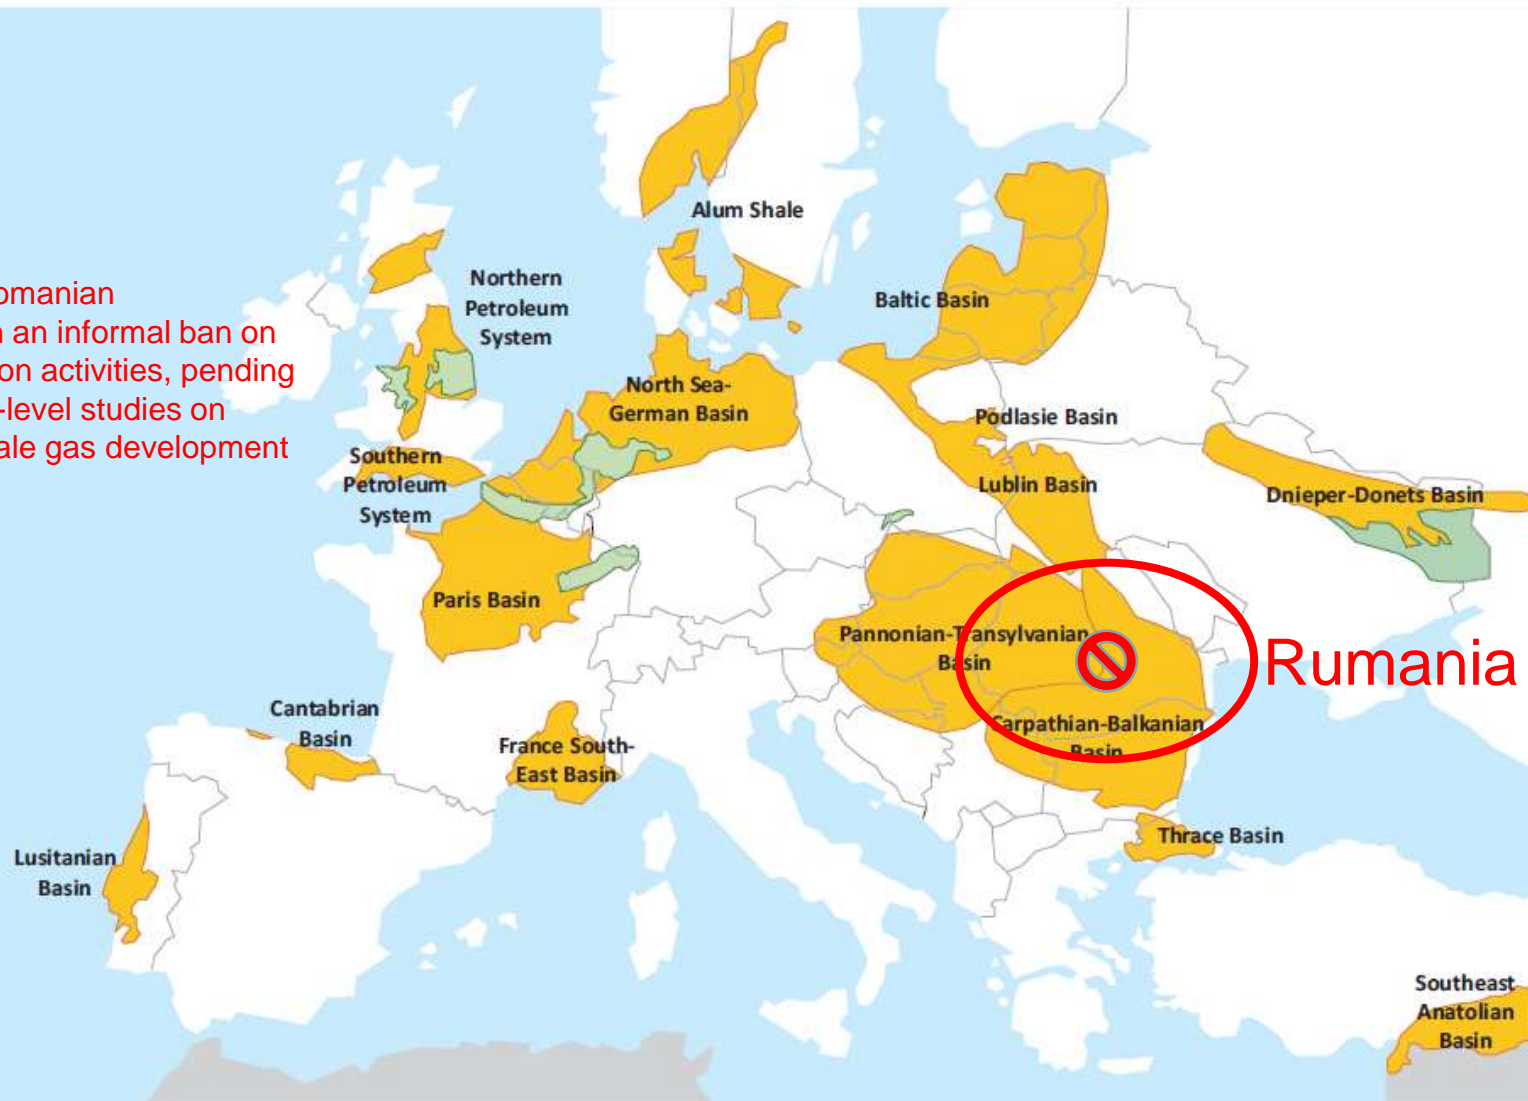 Alum Shale
Northern
Petroleum
System
omanian
an informal ban on
on activities, pending
-level studies on
ale gas development
Baltic Basin
North Sea-
German Basin
Podlasie Basin
Southern
Petroleum
System
Lublin Basin
Dnieper-Donets Basin
Paris Basin
Pannonian-Transylvanian
Basin
Rumania
Cantabrian
Basin
France South-
East Basin
Carpathian-Balkanian
Basin
Thrace Basin
Lusitanian
Basin
Southeast
Anatolian
Basin